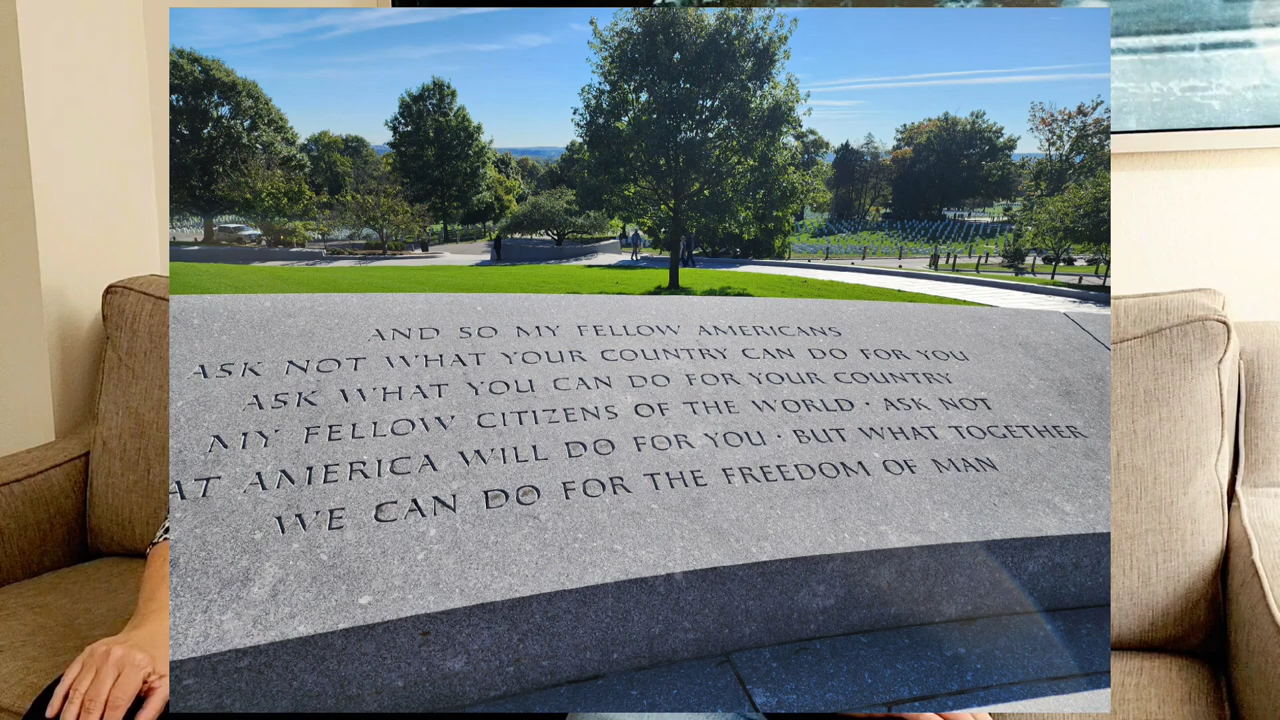 AND SO MY FELLOW AMERICANS
ASK NOT WHAT YOUR COUNTRY CAN DO FOR YOU
ASK WHAT YOU CAN DO FOR YOUR COUNTRY
MY FELLOW CITIZENS OF THE WORLD · ASK NOT
AT AMERICA WILL DO FOR YOU · BUT WHAT TOGETHER
WE CAN DO FOR THE FREEDOM OF MAN